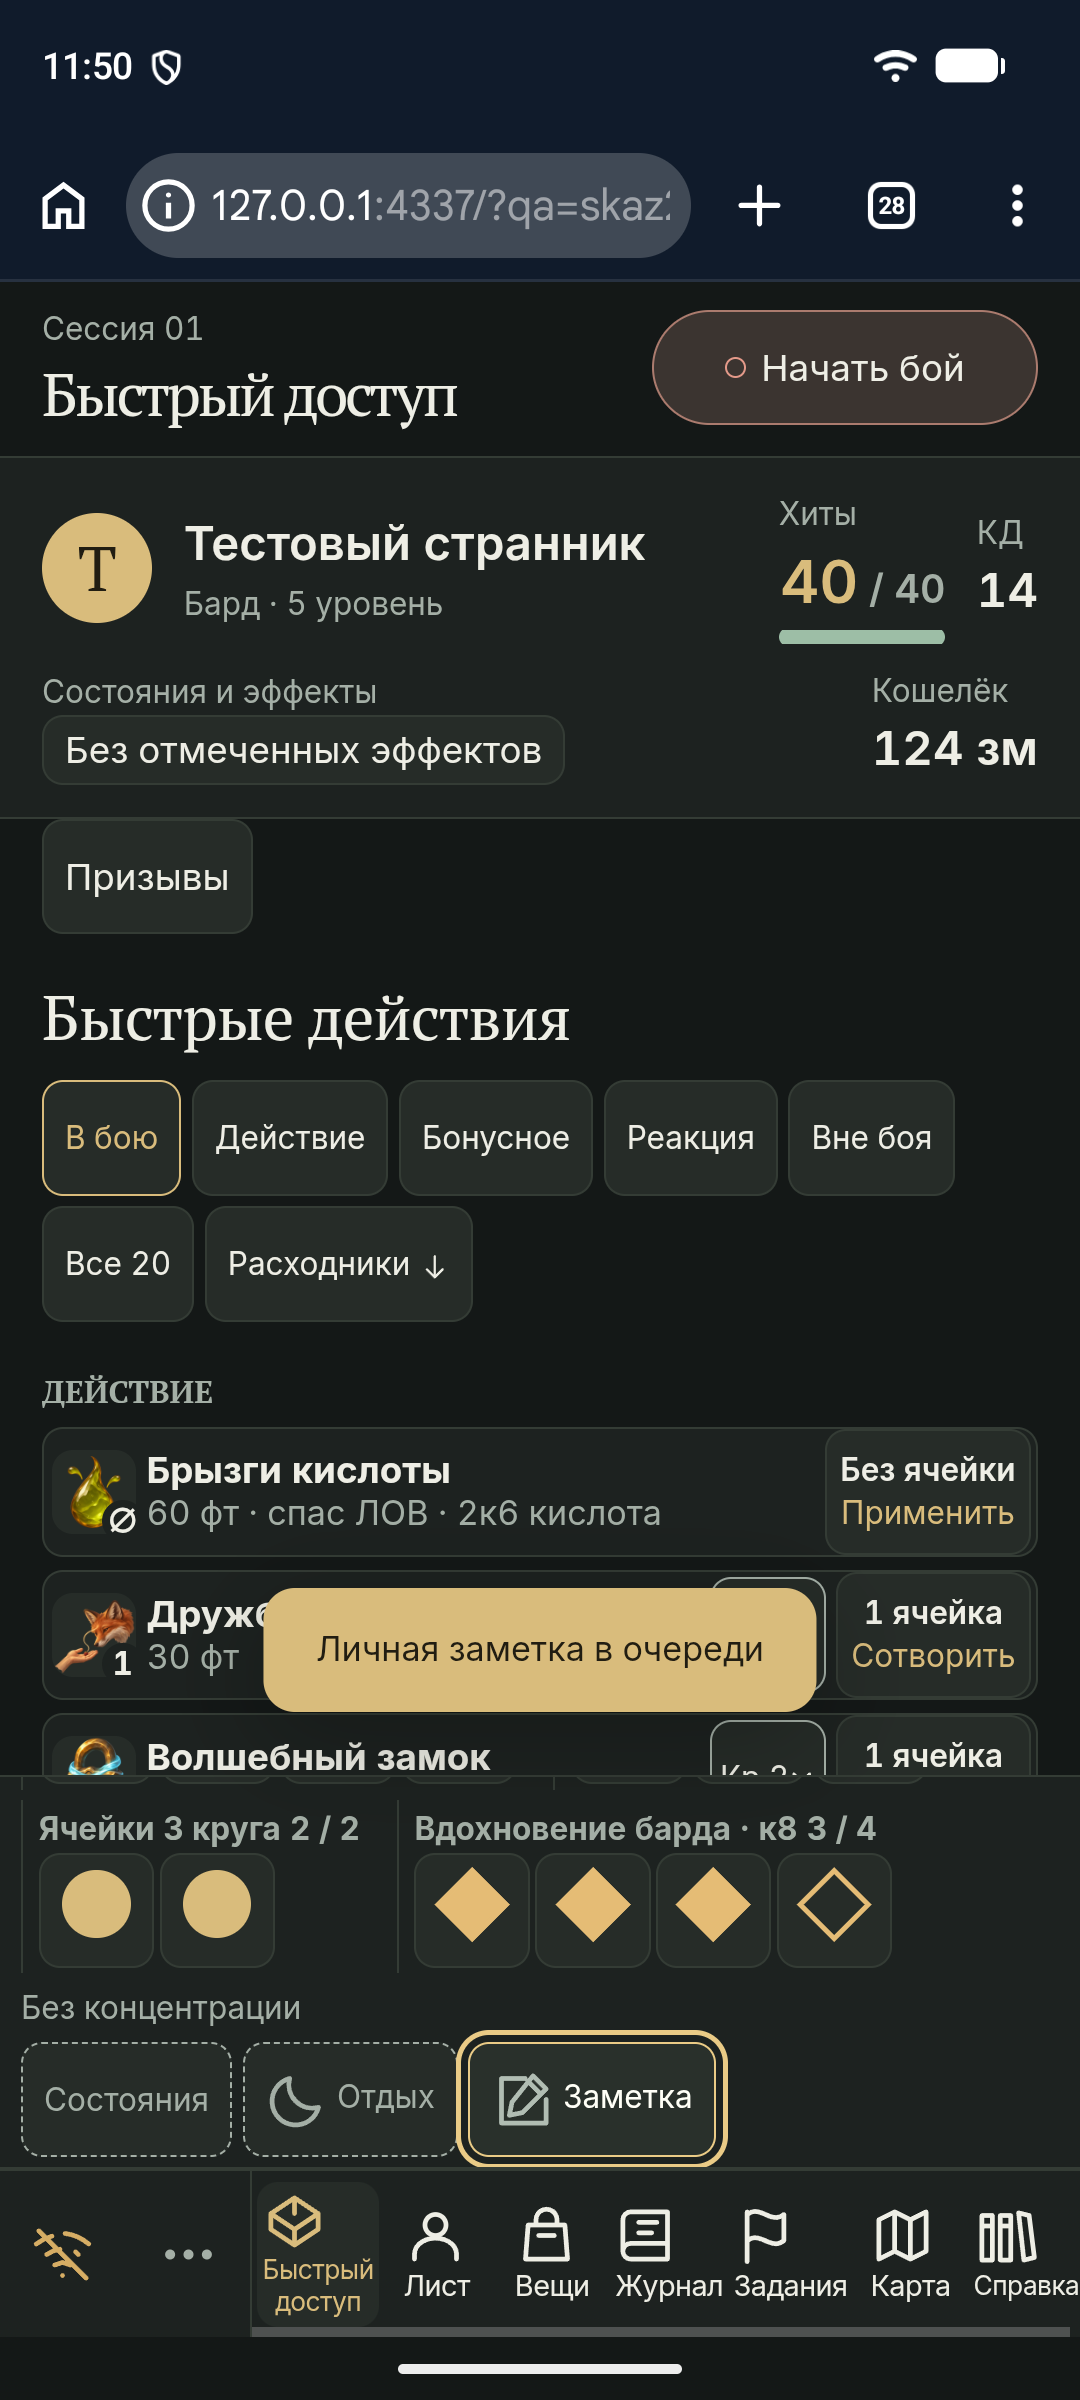 11:50
127.0.0.1:4337/?qa=skaz
28
Сессия 01
Быстрый доступ
Начать бой
Т
Тестовый странник
Бард · 5 уровень
Хиты
40 / 40
КД
14
Состояния и эффекты
Без отмеченных эффектов
Кошелёк
124 зм
Призывы
Быстрые действия
В бою
Действие
Бонусное
Реакция
Вне боя
Все 20
Расходники ↓
ДЕЙСТВИЕ
Брызги кислоты
60 фт · спас ЛОВ · 2к6 кислота
Без ячейки
Применить
1
30 фт
1 ячейка
Сотворить
Личная заметка в очереди
Волшебный замок
1 ячейка
Ячейки 3 круга 2 / 2
Вдохновение барда · к8 3 / 4
Без концентрации
Состояния
Отдых
Заметка
Быстрый
доступ
Лист
Вещи
Журнал
Задания
Карта
Справка